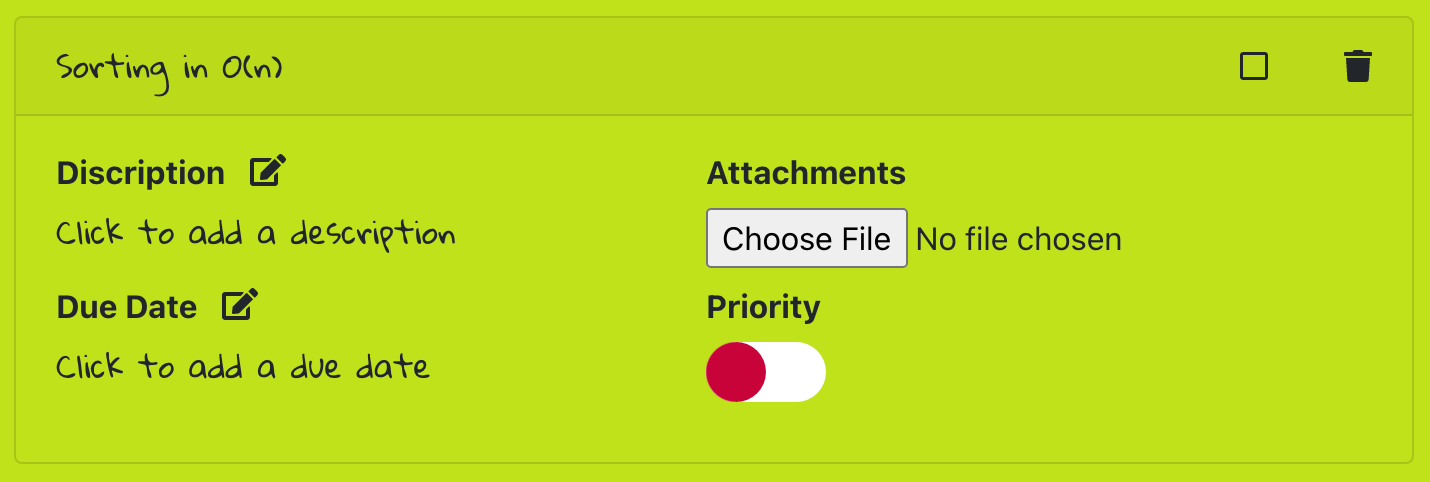 Sorting in O(n)
Discription
Click to add a description
Due Date
Click to add a due date
Attachments
Choose File No file chosen
Priority